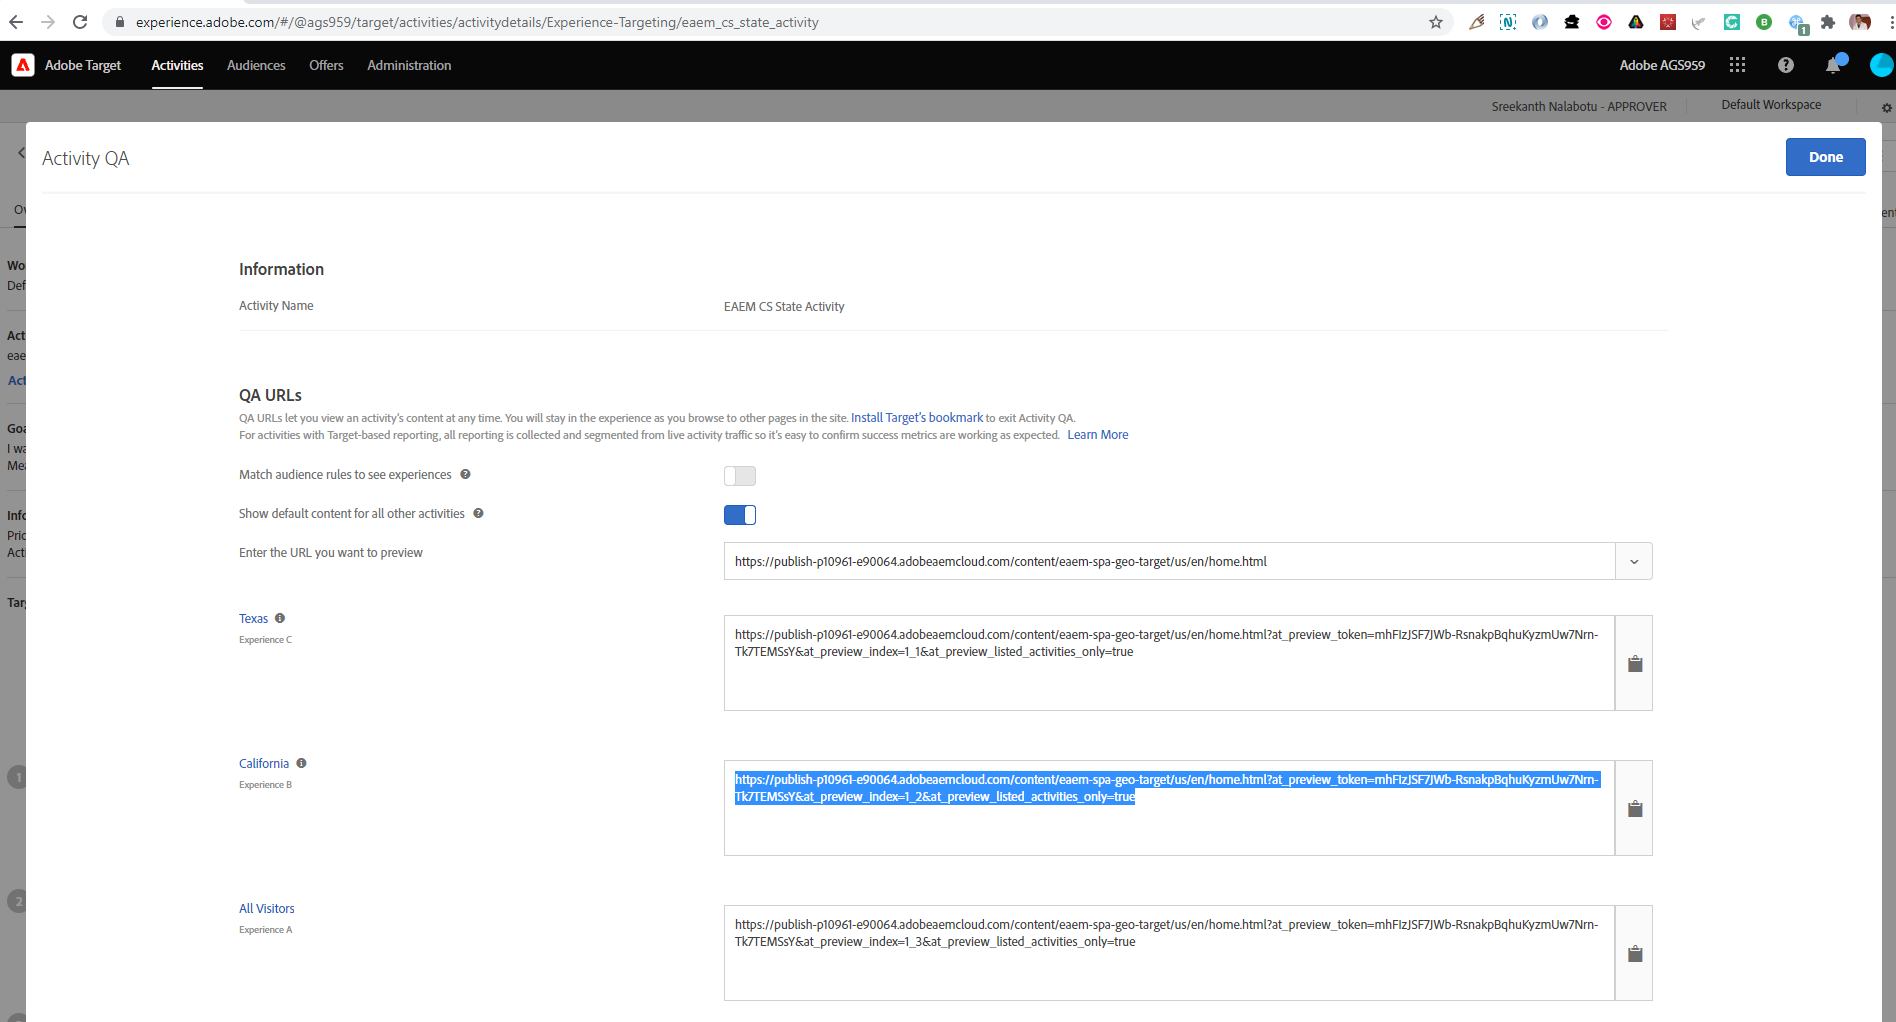 experience.adobe.com/#/@ags959/target/activities/activitydetails/Experience-Targeting/eaem_cs_state_activity
Adobe Target Activities Audiences Offers Administration Adobe AGS959
Sreekanth Nalabotu - APPROVER Default Workspace
Activity QA Done
Information
Activity Name EAEM CS State Activity
QA URLs
QA URLs let you view an activity's content at any time. You will stay in the experience as you browse to other pages in the site. Install Target's bookmark to exit Activity QA.
For activities with Target-based reporting, all reporting is collected and segmented from live activity traffic so it's easy to confirm success metrics are working as expected. Learn More
Match audience rules to see experiences
Show default content for all other activities
Enter the URL you want to preview https://publish-p10961-e90064.adobeaemcloud.com/content/eaem-spa-geo-target/us/en/home.html
Texas
Experience C
https://publish-p10961-e90064.adobeaemcloud.com/content/eaem-spa-geo-target/us/en/home.html?at_preview_token=mhFIzJSF7JWb-RsnakpBqhuKyzmUw7Nrn-
Tk7TEMSsY&at_preview_index=1_1&at_preview_listed_activities_only=true
California
Experience B
https://publish-p10961-e90064.adobeaemcloud.com/content/eaem-spa-geo-target/us/en/home.html?at_preview_token=mhFIzJSF7JWb-RsnakpBqhuKyzmUw7Nrn-
Tk7TEMSsY&at_preview_index=1_2&at_preview_listed_activities_only=true
All Visitors
Experience A
https://publish-p10961-e90064.adobeaemcloud.com/content/eaem-spa-geo-target/us/en/home.html?at_preview_token=mhFIzJSF7JWb-RsnakpBqhuKyzmUw7Nrn-
Tk7TEMSsY&at_preview_index=1_3&at_preview_listed_activities_only=true